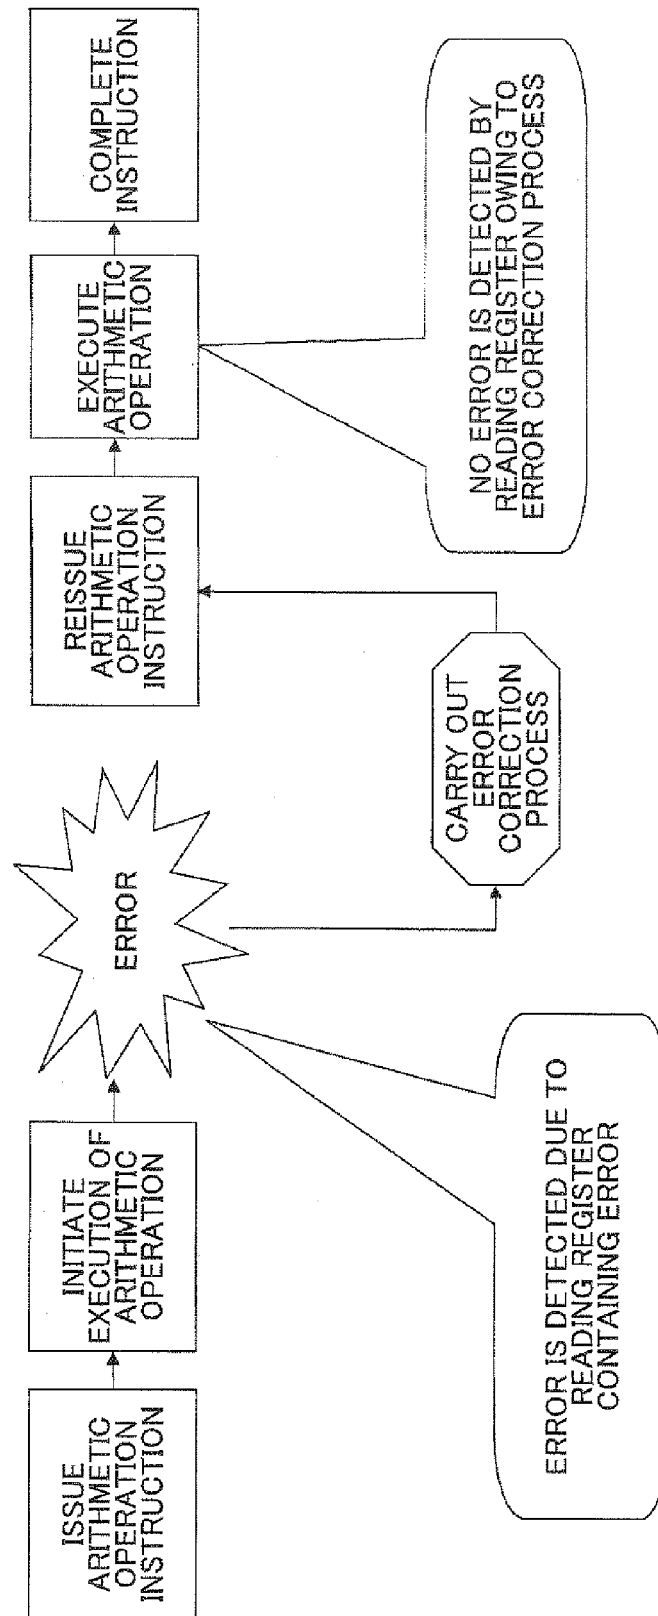 ISSUE
ARITHMETIC
OPERATION
INSTRUCTION
INITIATE
EXECUTION OF
ARITHMETIC
OPERATION
ERROR
REISSUE
ARITHMETIC
OPERATION
INSTRUCTION
EXECUTE
ARITHMETIC
OPERATION
COMPLETE
INSTRUCTION
ERROR IS DETECTED DUE TO
READING REGISTER
CONTAINING ERROR
CARRY OUT
ERROR
CORRECTION
PROCESS
NO ERROR IS DETECTED BY
READING REGISTER OWING TO
ERROR CORRECTION PROCESS